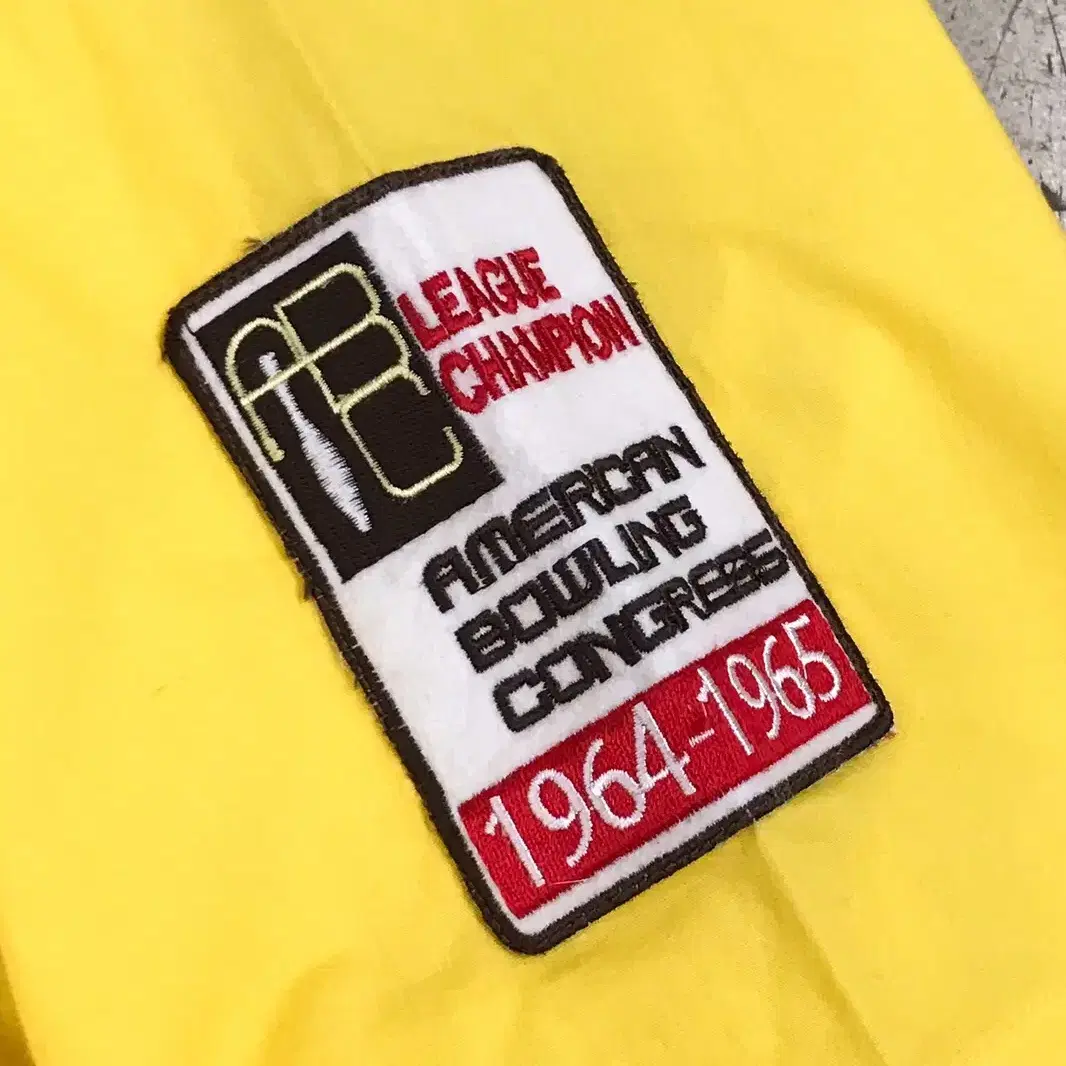 ABC
LEAGUE
CHAMPION
AMERICAN
BOWLING
CONGRESS
1964-1965